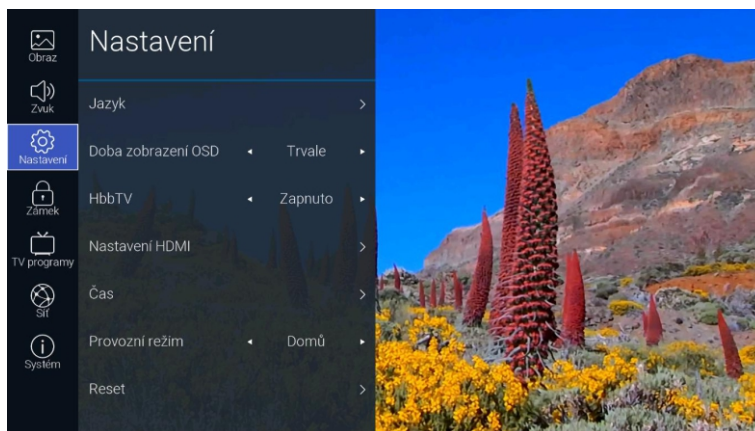 Obraz
Zvuk
Nastavení
Zámek
TV programy
Síť
Systém
Nastavení
Jazyk
Doba zobrazení OSD Trvale
HbbTV Zapnuto
Nastavení HDMI
Čas
Provozní režim Domů
Reset